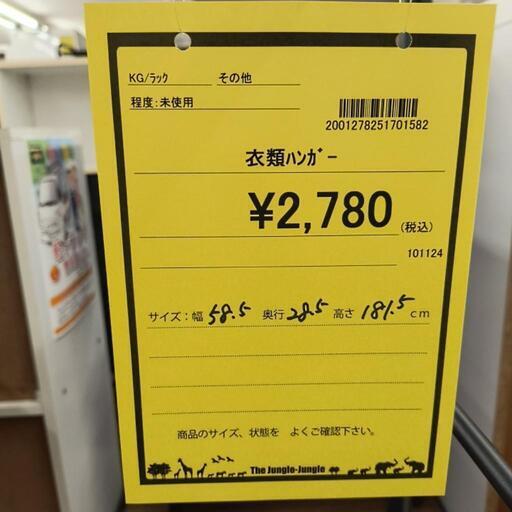 KG/ﾗｯｸ その他
程度:未使用
2001278251701582
衣類ﾊﾝｶﾞｰ
¥2,780(税込)
101124
サイズ:幅 58.5 奥行 28.5 高さ 181.5 cm
商品のサイズ、状態を よくご確認下さい。
The Jungle-Jungle